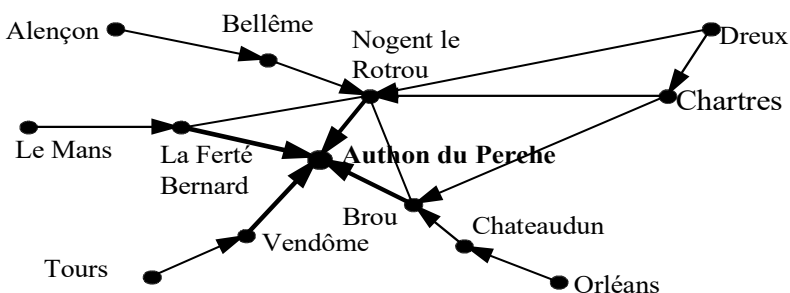 Bellême
Alençon
Dreux
Nogent le
Rotrou
Chartres
Le Mans
La Ferté
Bernard
Authon du Perche
Brou
Chateaudun
Vendôme
Tours
Orléans